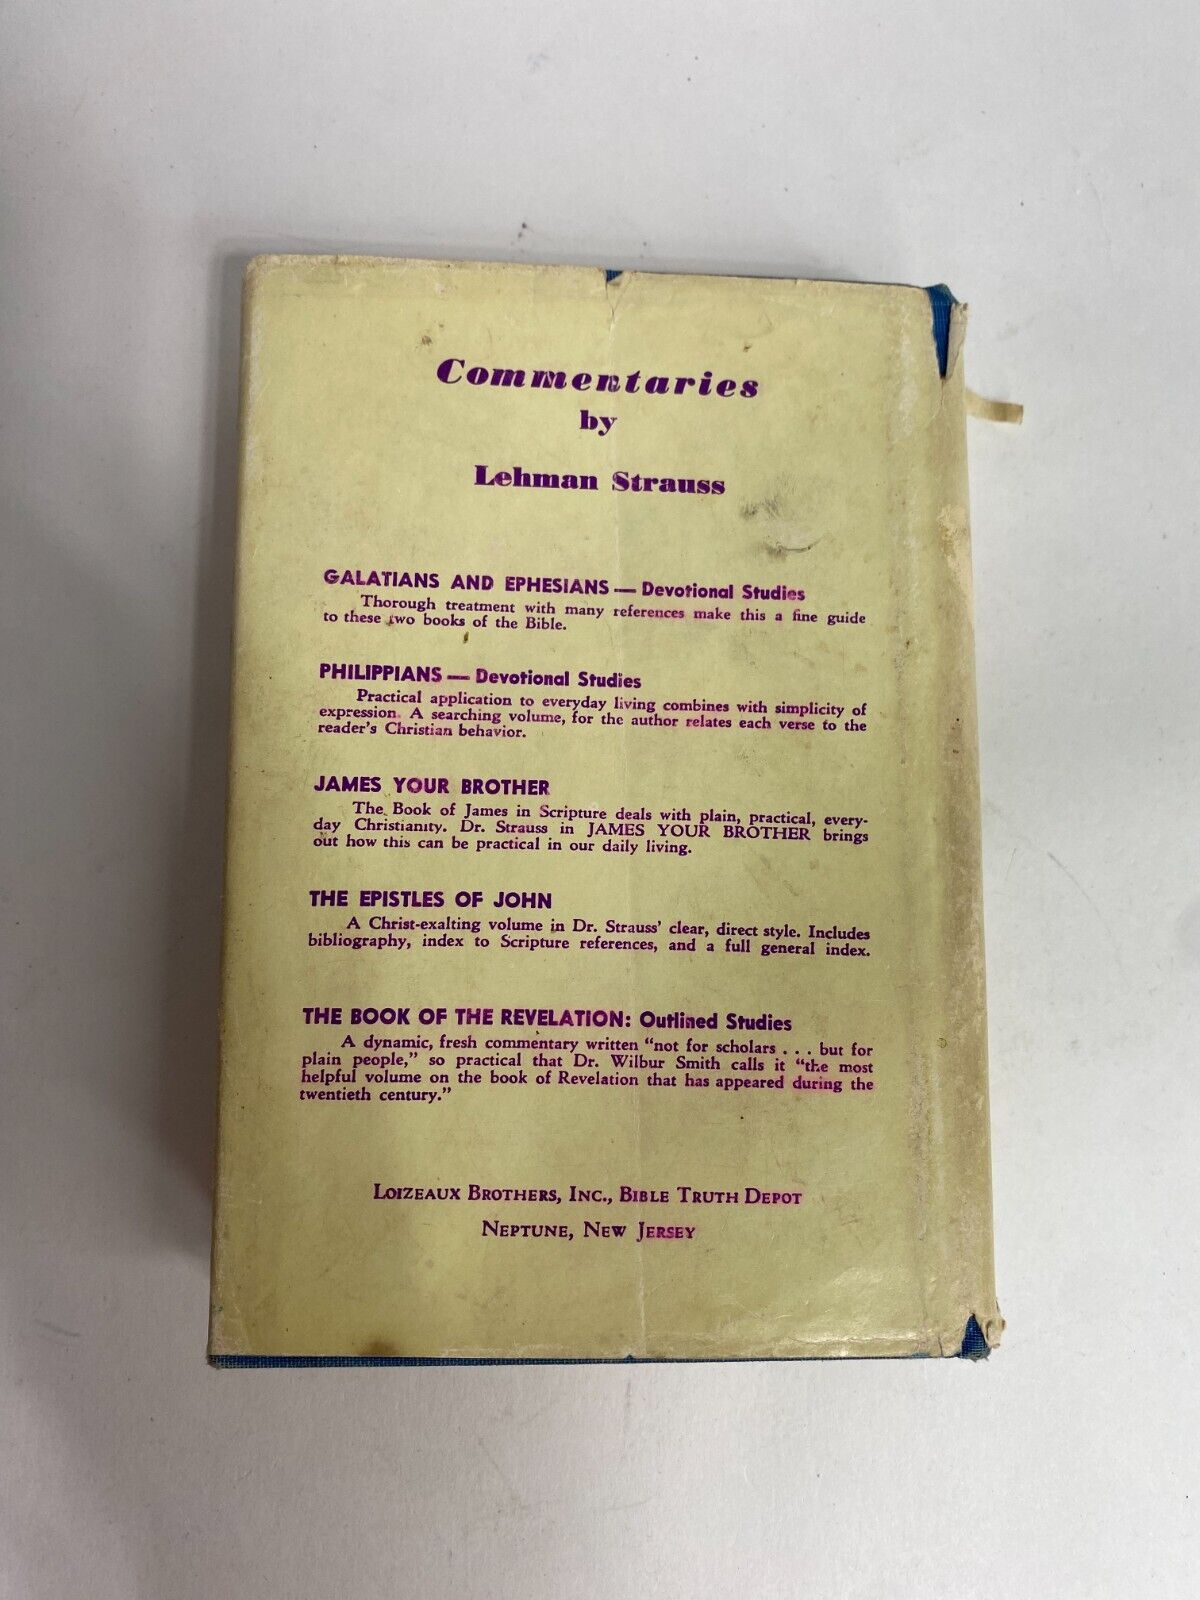 Commentaries
by
Lehman Strauss
GALATIANS AND EPHESIANS — Devotional Studies
Thorough treatment with many references make this a fine guide
to these two books of the Bible.
PHILIPPIANS — Devotional Studies
Practical application to everyday living combines with simplicity of
expression. A searching volume, for the author relates each verse to the
reader's Christian behavior.
JAMES YOUR BROTHER
The Book of James in Scripture deals with plain, practical, every-
day Christianity. Dr. Strauss in JAMES YOUR BROTHER brings
out how this can be practical in our daily living.
THE EPISTLES OF JOHN
A Christ-exalting volume in Dr. Strauss' clear, direct style. Includes
bibliography, index to Scripture references, and a full general index.
THE BOOK OF THE REVELATION: Outlined Studies
A dynamic, fresh commentary written "not for scholars . . . but for
plain people," so practical that Dr. Wilbur Smith calls it "the most
helpful volume on the book of Revelation that has appeared during the
twentieth century."
LOIZEAUX BROTHERS, INC., BIBLE TRUTH DEPOT
NEPTUNE, NEW JERSEY